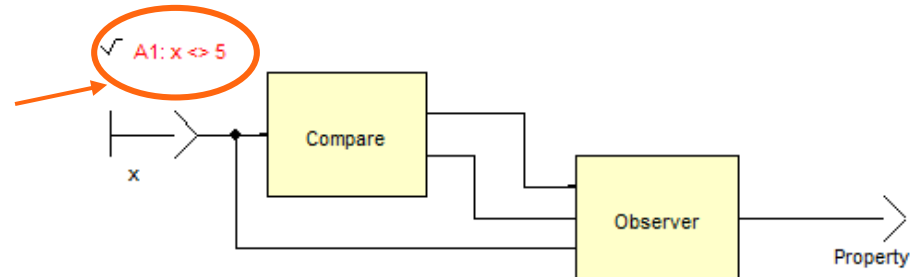 A1: x <> 5
Compare
x
Observer
Property